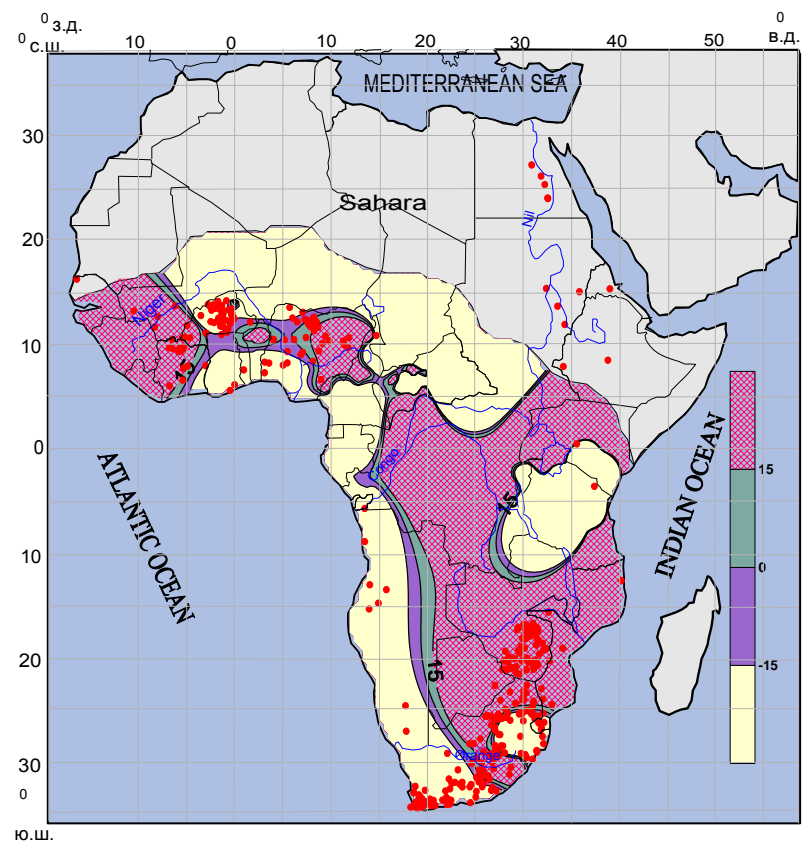 0 з.д.
0
0 с.ш.
10
0
10
20
30
40
50
в.д.
MEDITERRANEAN SEA
30
Sahara
Nil
20
Niger
10
15
0
Congo
ATLANTIC OCEAN
INDIAN OCEAN
15
0
-15
10
20
15
Orange
30
0
ю.ш.